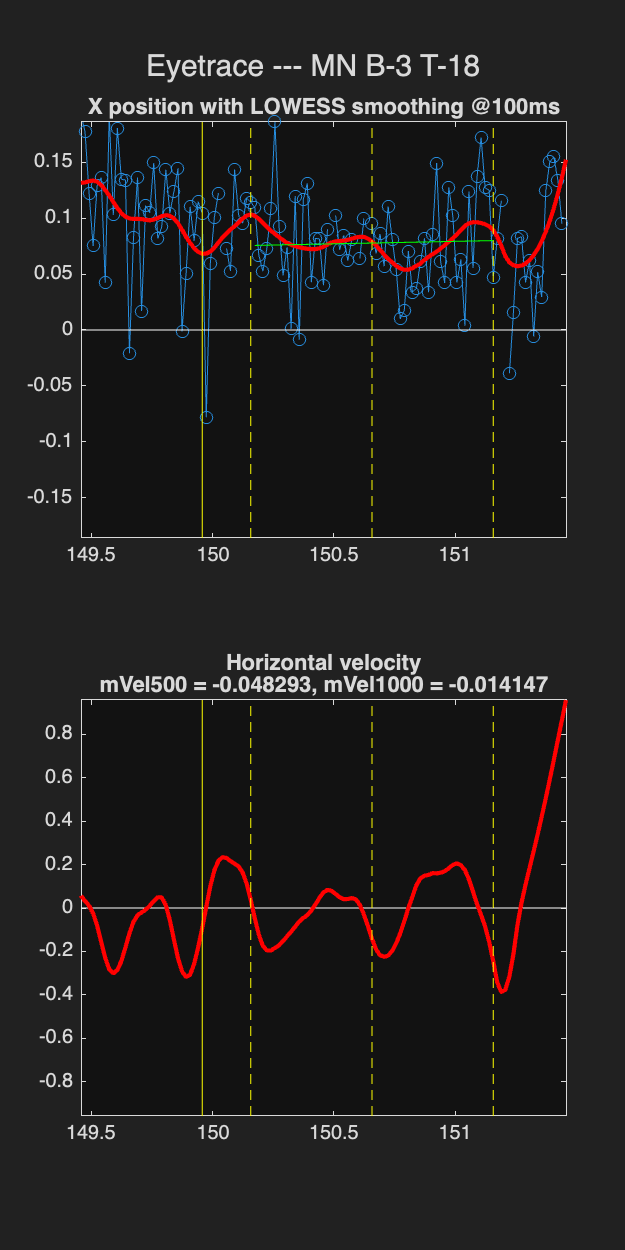 Eyetrace --- MN B-3 T-18
X position with LOWESS smoothing @100ms
0.15
0.1
0.05
0
-0.05
-0.1
-0.15
149.5 150 150.5 151
Horizontal velocity
mVel500 = -0.048293, mVel1000 = -0.014147
0.8
0.6
0.4
0.2
0
-0.2
-0.4
-0.6
-0.8
149.5 150 150.5 151